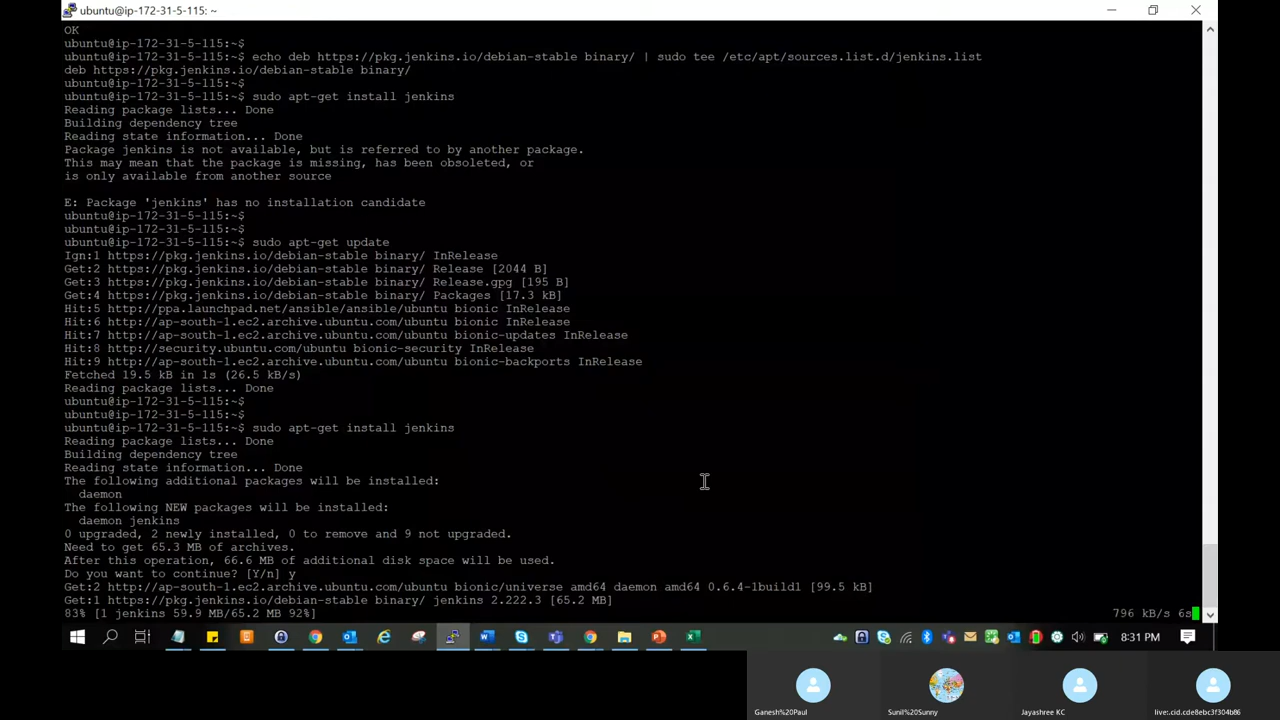 ubuntu@ip-172-31-5-115: ~
OK
ubuntu@ip-172-31-5-115:~$
ubuntu@ip-172-31-5-115:~$ echo deb https://pkg.jenkins.io/debian-stable binary/ | sudo tee /etc/apt/sources.list.d/jenkins.list
deb https://pkg.jenkins.io/debian-stable binary/
ubuntu@ip-172-31-5-115:~$
ubuntu@ip-172-31-5-115:~$ sudo apt-get install jenkins
Reading package lists... Done
Building dependency tree
Reading state information... Done
Package jenkins is not available, but is referred to by another package.
This may mean that the package is missing, has been obsoleted, or
is only available from another source
E: Package 'jenkins' has no installation candidate
ubuntu@ip-172-31-5-115:~$
ubuntu@ip-172-31-5-115:~$
ubuntu@ip-172-31-5-115:~$ sudo apt-get update
Ign:1 https://pkg.jenkins.io/debian-stable binary/ InRelease
Get:2 https://pkg.jenkins.io/debian-stable binary/ Release [2044 B]
Get:3 https://pkg.jenkins.io/debian-stable binary/ Release.gpg [195 B]
Get:4 https://pkg.jenkins.io/debian-stable binary/ Packages [17.3 kB]
Hit:5 http://ppa.launchpad.net/ansible/ansible/ubuntu bionic InRelease
Hit:6 http://ap-south-1.ec2.archive.ubuntu.com/ubuntu bionic InRelease
Hit:7 http://ap-south-1.ec2.archive.ubuntu.com/ubuntu bionic-updates InRelease
Hit:8 http://security.ubuntu.com/ubuntu bionic-security InRelease
Hit:9 http://ap-south-1.ec2.archive.ubuntu.com/ubuntu bionic-backports InRelease
Fetched 19.5 kB in 1s (26.5 kB/s)
Reading package lists... Done
ubuntu@ip-172-31-5-115:~$
ubuntu@ip-172-31-5-115:~$
ubuntu@ip-172-31-5-115:~$ sudo apt-get install jenkins
Reading package lists... Done
Building dependency tree
Reading state information... Done
The following additional packages will be installed:
daemon
The following NEW packages will be installed:
daemon jenkins
0 upgraded, 2 newly installed, 0 to remove and 9 not upgraded.
Need to get 65.3 MB of archives.
After this operation, 66.6 MB of additional disk space will be used.
Do you want to continue? [Y/n] y
Get:2 http://ap-south-1.ec2.archive.ubuntu.com/ubuntu bionic/universe amd64 daemon amd64 0.6.4-1build1 [99.5 kB]
Get:1 https://pkg.jenkins.io/debian-stable binary/ jenkins 2.222.3 [65.2 MB]
83% [1 jenkins 59.9 MB/65.2 MB 92%] 796 kB/s 6s
8:31 PM
Ganesh%20Paul
Sunil%20Sunny
Jayashree KC
live:.cid.cde8ebc3f304b86